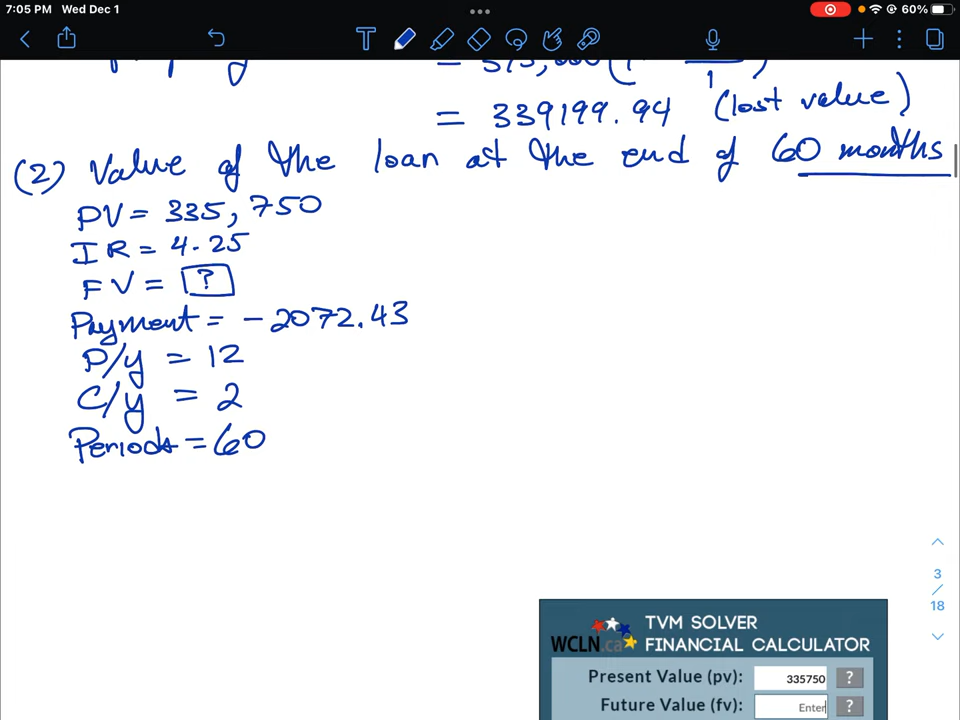 7:05 PM Wed Dec 1
60%
T
= 339199.94 (lost value)
(2) Value of the loan at the end of 60 months
PV = 335, 750
IR = 4.25
FV = ?
Payment = -2072.43
P/y = 12
C/y = 2
Periods = 60
3
/
18
WCLN.ca
TVM SOLVER
FINANCIAL CALCULATOR
Present Value (pv): 335750 ?
Future Value (fv): Enter ?